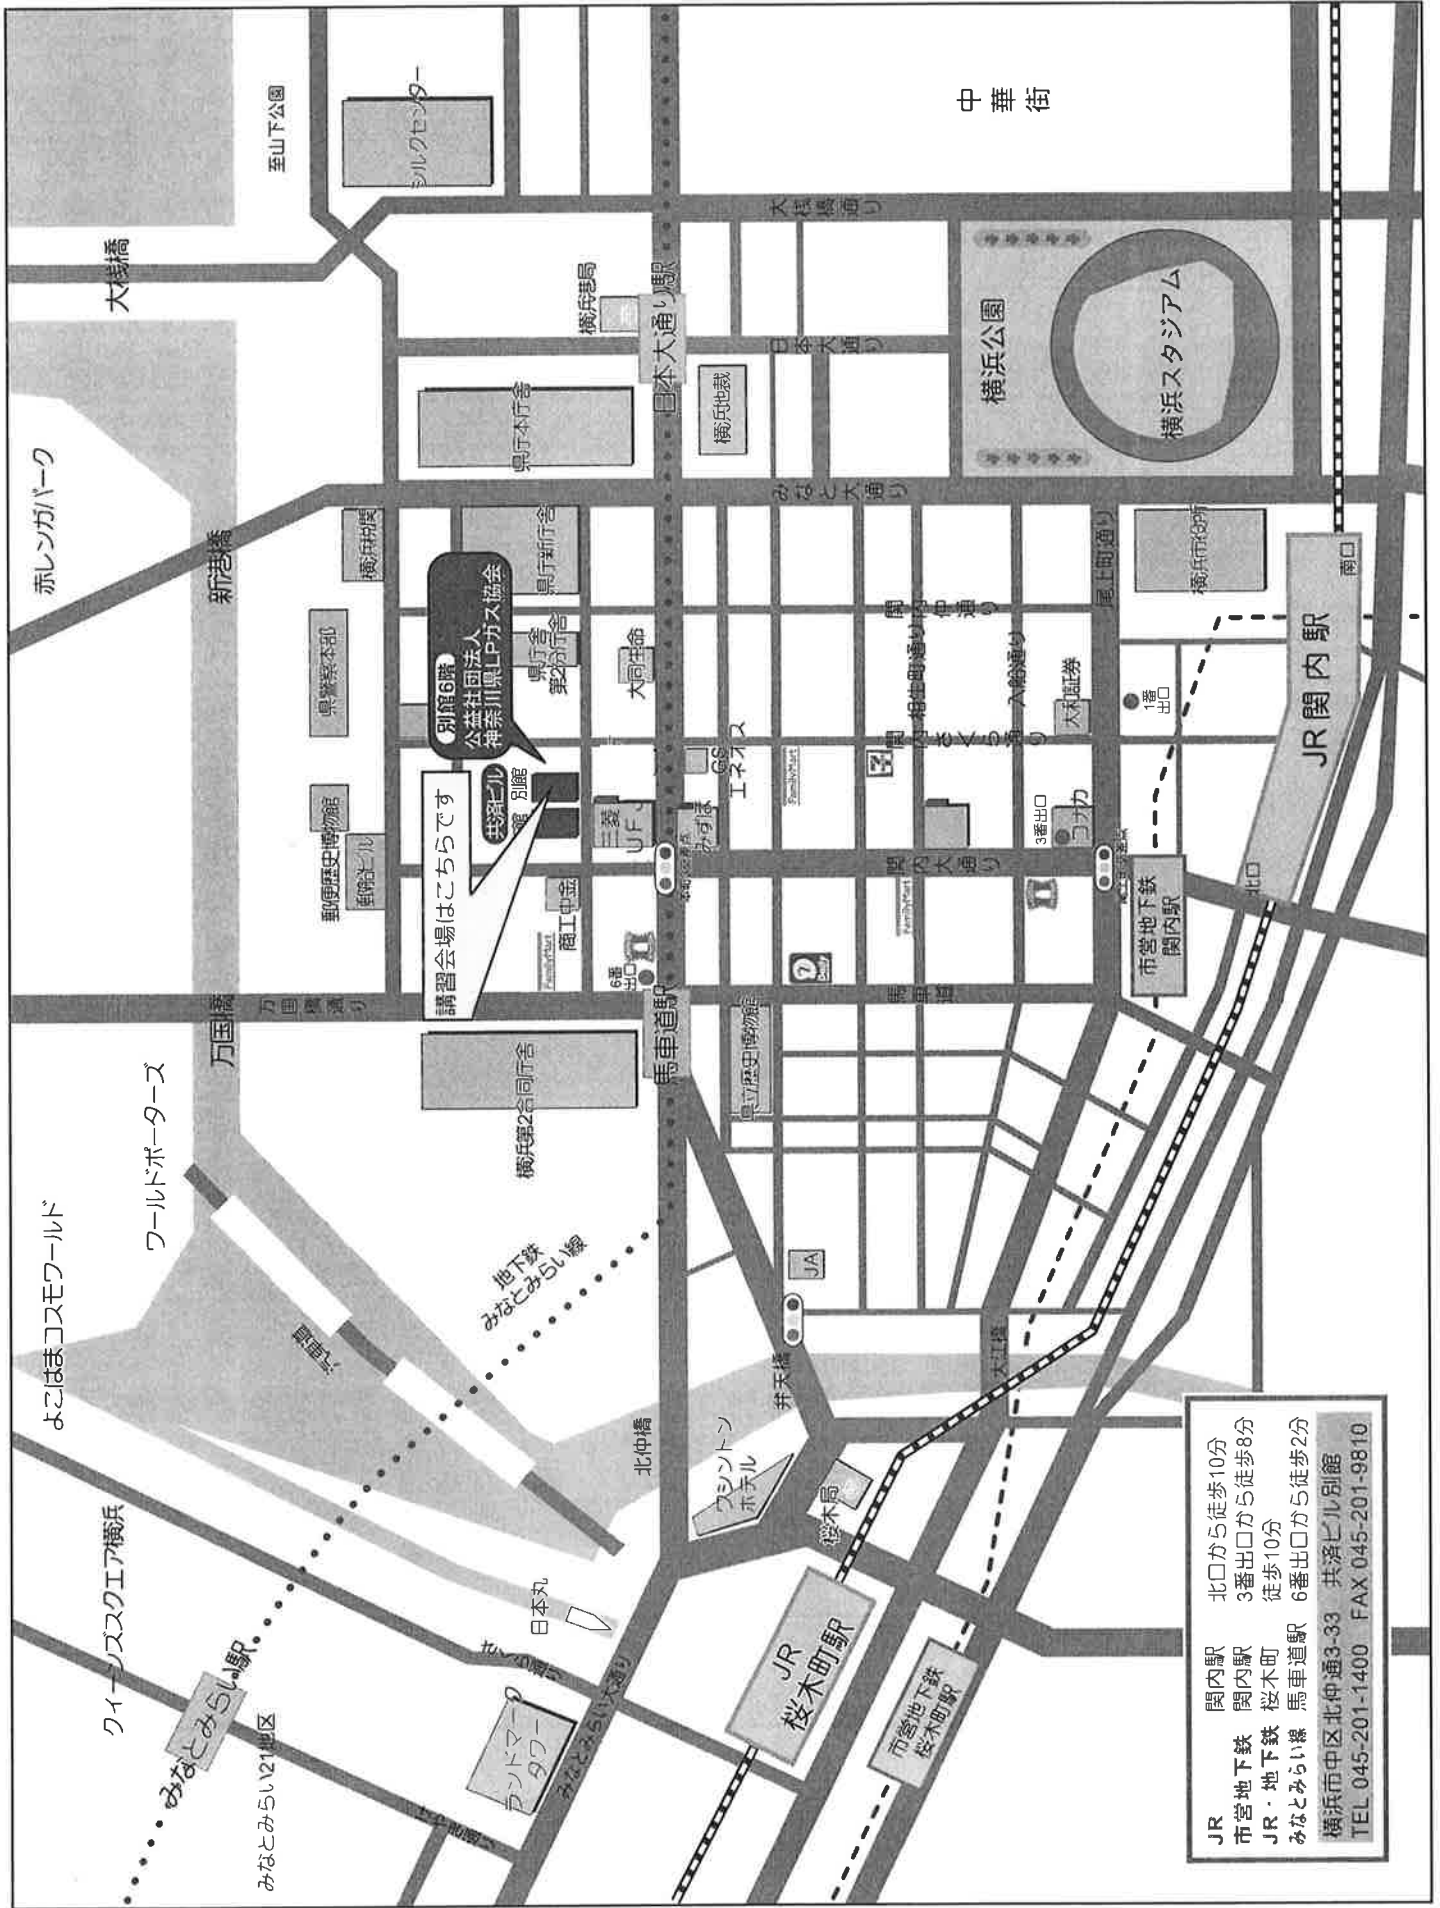 中華街
至山下公園
シルクセンター
大桟橋
大桟橋通り
横浜港局
日本大通り駅
日本大通り
横浜公園
横浜スタジアム
県庁本庁舎
横浜地裁
みなと大通り
赤レンガパーク
新港橋
横浜税関
県庁新庁舎
県警察本部
別館6階
公益社団法人
神奈川県LPガス協会
県庁舎
第2分庁舎
大同生命
関内仲通り
相生町通り
入船通り
尾上町通り
横浜市役所
南口
JR関内駅
北口
大和証券
1番
出口
関内さくら通り
GS
エネオス
FamilyMart
共済ビル
別館
講習会場はこちらです
三菱
UFJ
みずほ
3番出口
コナカ
関内大通り
郵便歴史博物館
郵船ビル
商工中金
FamilyMart
FamilyMart
6番
出口
市営地下鉄
関内駅
万国橋
万国橋通り
馬車道駅
馬車道
横浜第2合同庁舎
県立歴史博物館
ワールドポーターズ
よこはまコスモワールド
汽車道
地下鉄
みなとみらい線
JA
弁天橋
大江橋
北仲橋
ワシントン
ホテル
桜木局
クィーンズスクエア横浜
日本丸
さくら通り
みなとみらい駅
みなとみらい21地区
ランドマーク
タワー
みなとみらい大通り
けやき通り
JR
桜木町駅
市営地下鉄
桜木町駅
JR 関内駅 北口から徒歩10分
市営地下鉄 関内駅 3番出口から徒歩8分
JR・地下鉄 桜木町 徒歩10分
みなとみらい線 馬車道駅 6番出口から徒歩2分
横浜市中区北仲通3-33 共済ビル別館
TEL 045-201-1400 FAX 045-201-9810